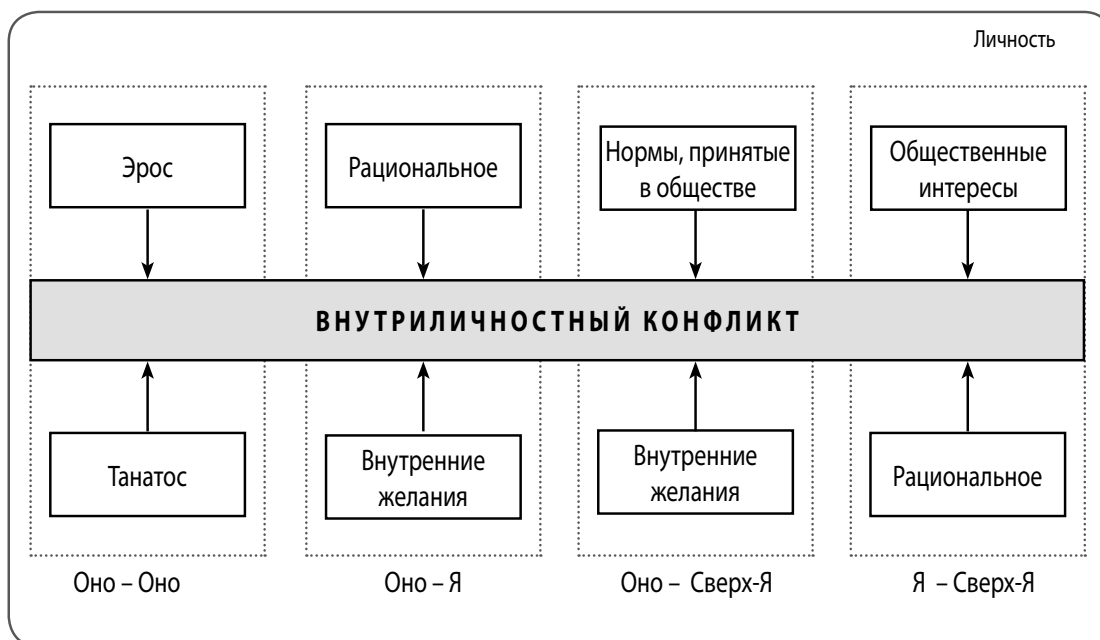 Личность
Эрос
Рациональное
Нормы, принятые
в обществе
Общественные
интересы
ВНУТРИЛИЧНОСТНЫЙ КОНФЛИКТ
Танатос
Внутренние
желания
Внутренние
желания
Рациональное
Оно – Оно
Оно – Я
Оно – Сверх-Я
Я – Сверх-Я